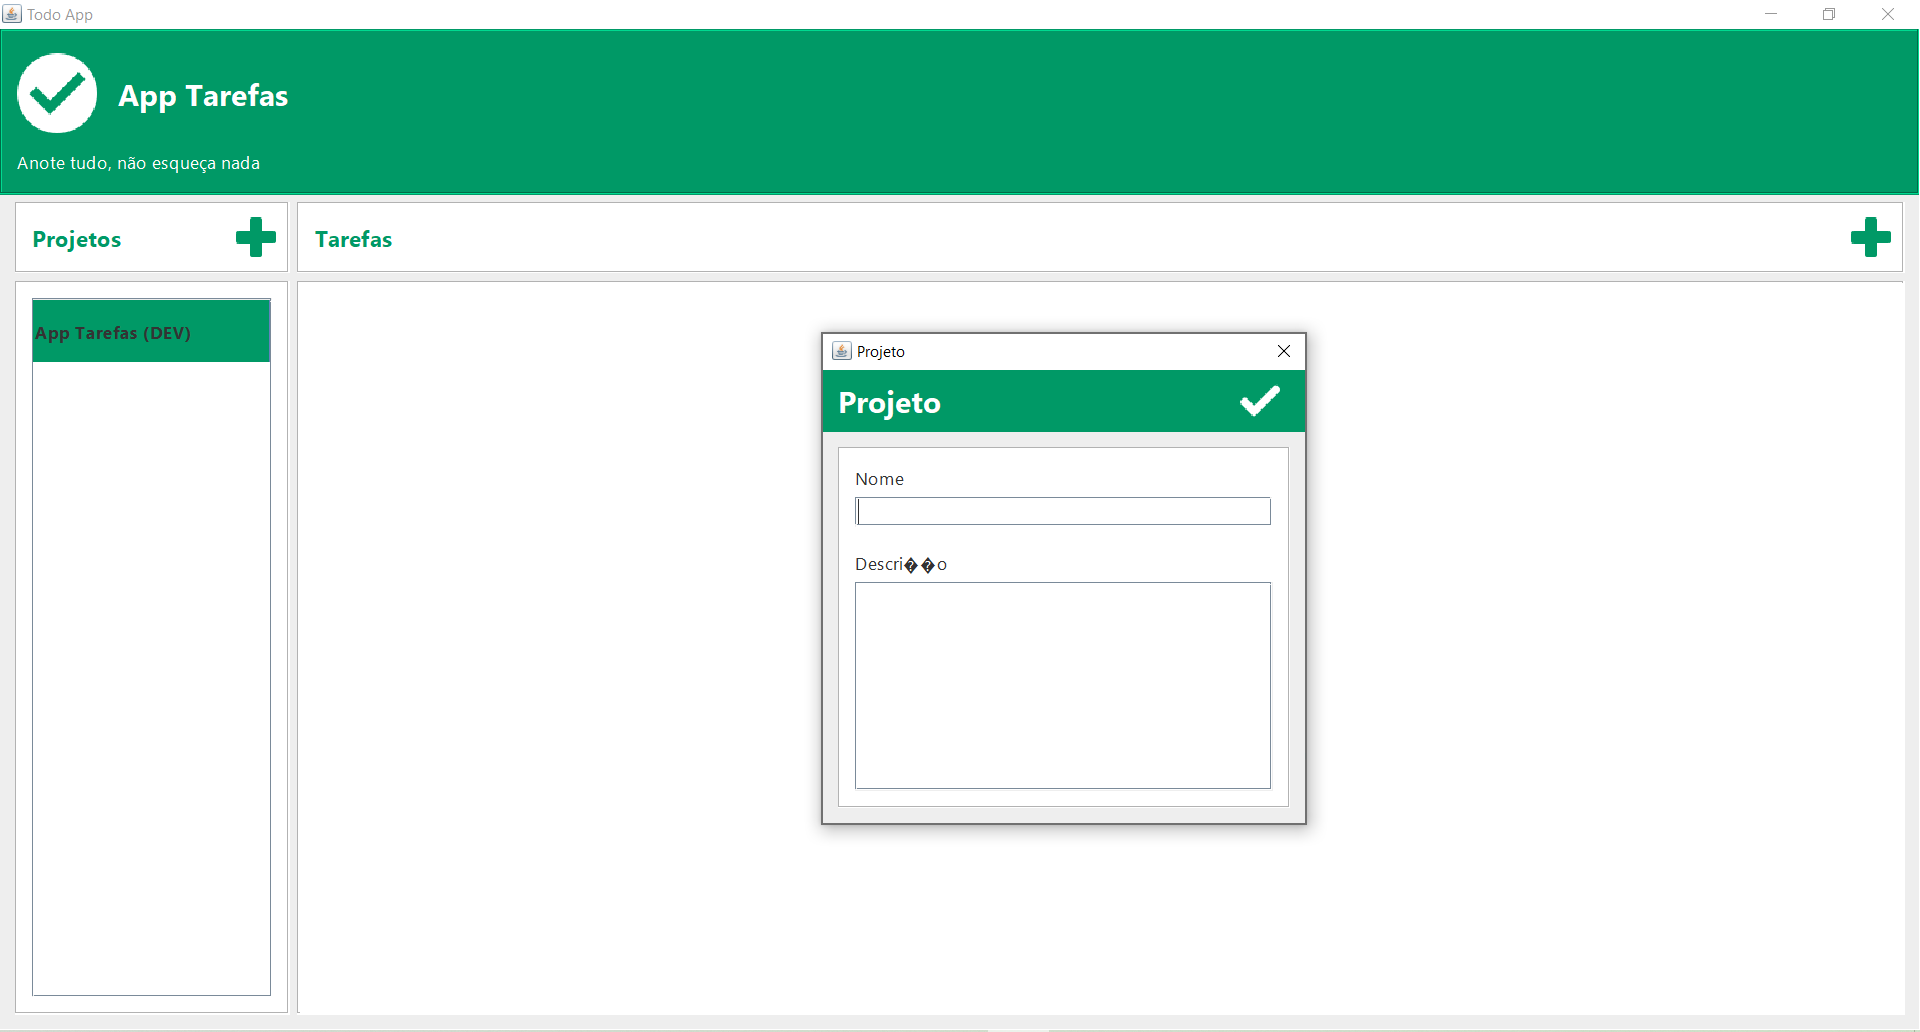 Todo App
App Tarefas
Anote tudo, não esqueça nada
Projetos
Tarefas
App Tarefas (DEV)
Projeto
Projeto
Nome
Descri��o